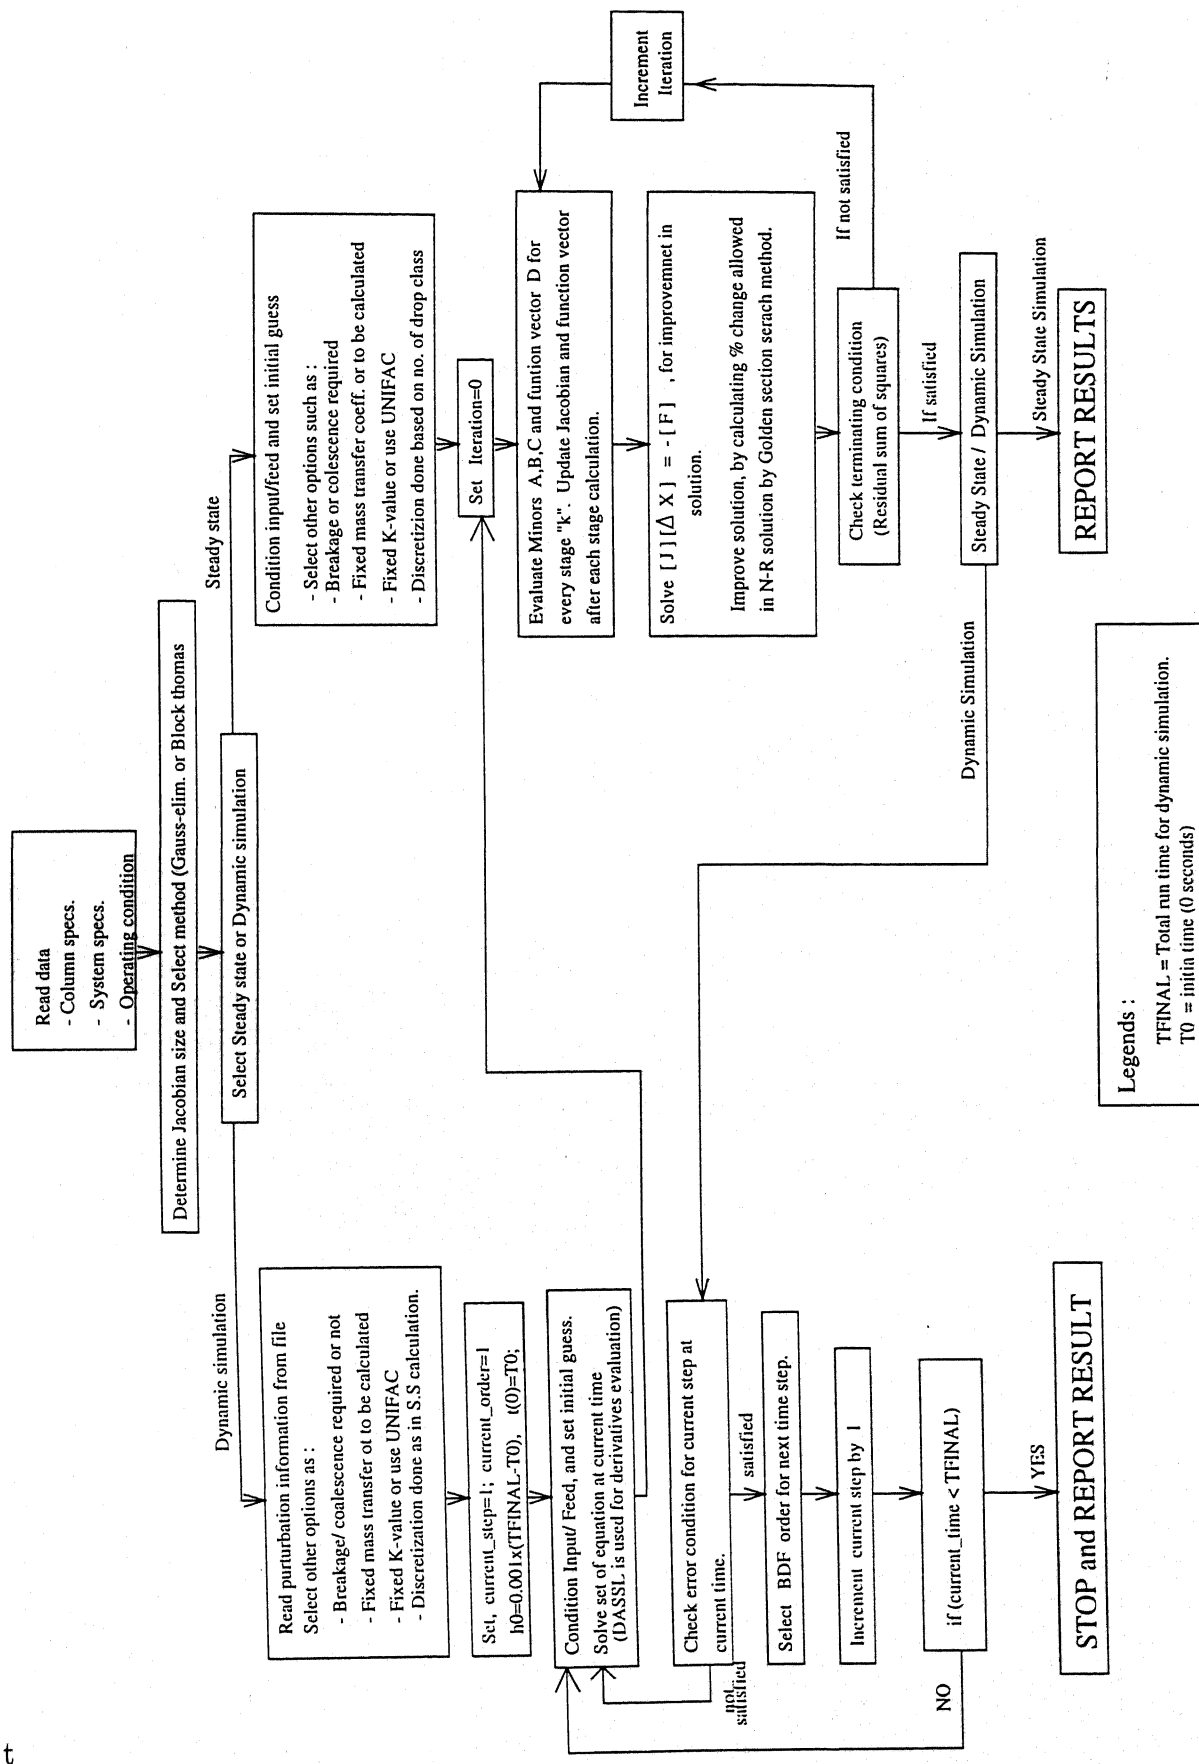 Read data
- Column specs.
- System specs.
- Operating condition
Determine Jacobian size and Select method (Gauss-elim. or Block thomas
Select Steady state or Dynamic simulation
Dynamic simulation
Steady state
Read purturbation information from file
Select other options as :
- Breakage/ coalescence required or not
- Fixed mass transfer ot to be calculated
- Fixed K-value or use UNIFAC
- Discretization done as in S.S calculation.
Set, current_step=1; current_order=1
h0=0.001x(TFINAL-T0), t(0)=T0;
Condition Input/ Feed, and set initial guess.
Solve set of equation at current time
(DASSL is used for derivatives evaluation)
Check error condition for current step at
current time.
not
satisfied
satisfied
Select BDF order for next time step.
Increment current step by 1
if (current_time < TFINAL)
NO
YES
STOP and REPORT RESULT
Condition input/feed and set initial guess
- Select other options such as :
- Breakage or colescence required
- Fixed mass transfer coeff. or to be calculated
- Fixed K-value or use UNIFAC
- Discretizion done based on no. of drop class
Set Iteration=0
Evaluate Minors A,B,C and funtion vector D for
every stage "k". Update Jacobian and function vector
after each stage calculation.
Increment
Iteration
Solve [ J ] [ Δ X ] = - [ F ] , for improvemnet in
solution.
Improve solution, by calculating % change allowed
in N-R solution by Golden section serach method.
Check terminating condition
(Residual sum of squares)
If not satisfied
If satisfied
Steady State / Dynamic Simulation
Dynamic Simulation
Steady State Simulation
REPORT RESULTS
Legends :
TFINAL = Total run time for dynamic simulation.
T0 = initin time (0 seconds)
t